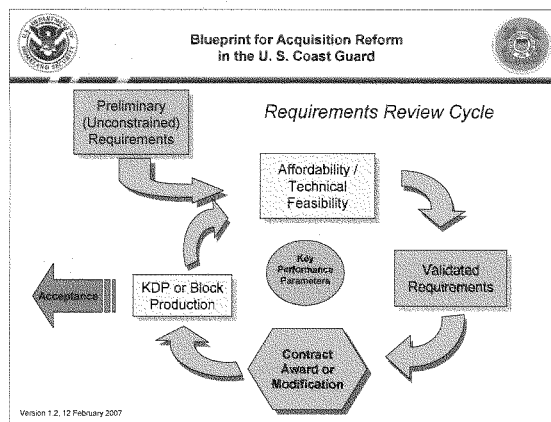 Blueprint for Acquisition Reform
in the U. S. Coast Guard
Preliminary
(Unconstrained)
Requirements
Requirements Review Cycle
Affordability /
Technical
Feasibility
Key
Performance
Parameters
Validated
Requirements
Acceptance
KDP or Block
Production
Contract
Award or
Modification
Version 1.2, 12 February 2007